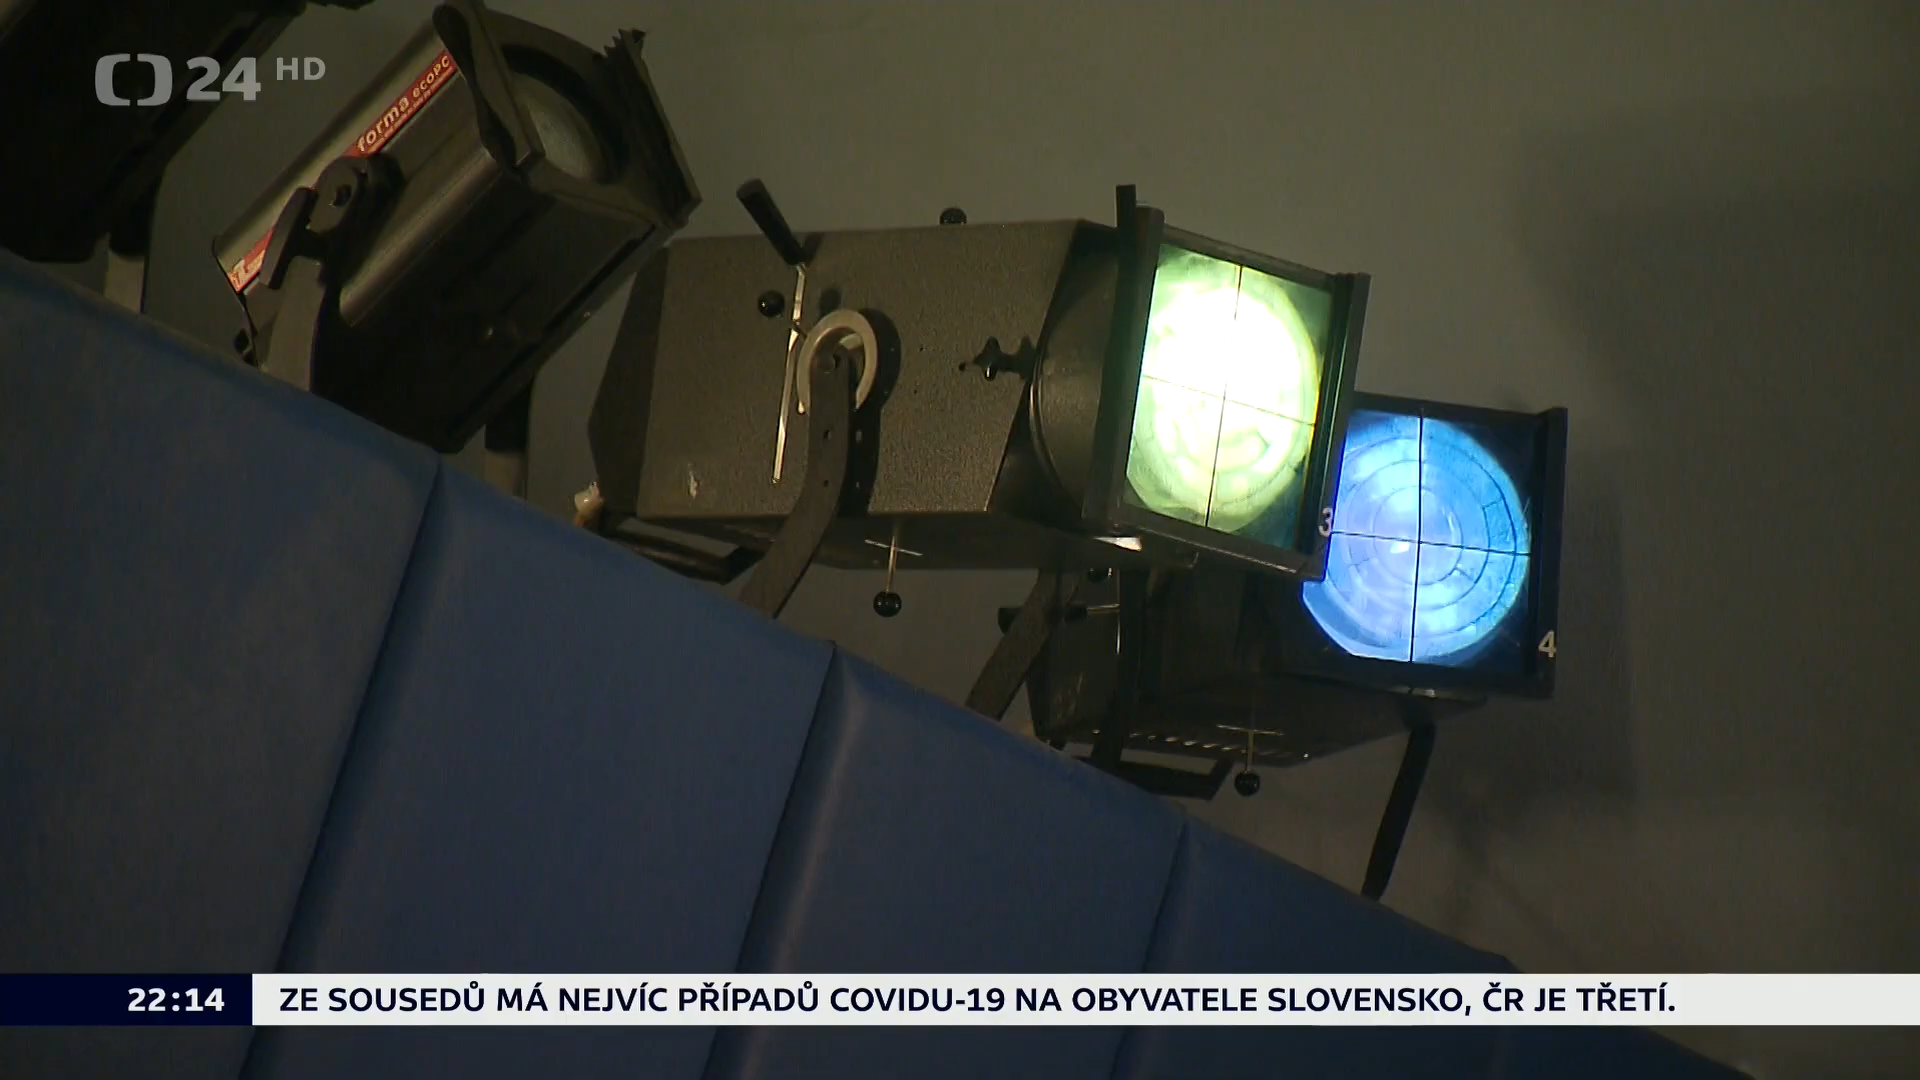 24 HD
forma ecoPC
3
4
22:14 ZE SOUSEDŮ MÁ NEJVÍC PŘÍPADŮ COVIDU-19 NA OBYVATELE SLOVENSKO, ČR JE TŘETÍ.